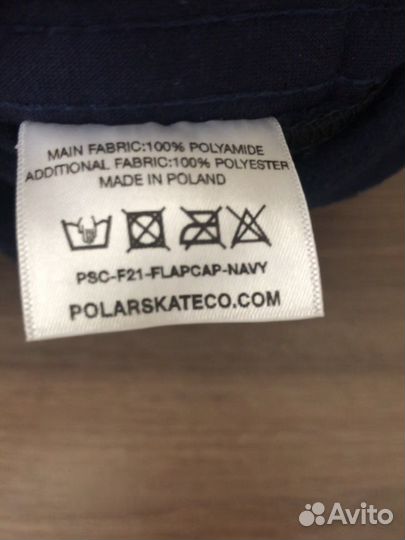 MAIN FABRIC:100% POLYAMIDE
ADDITIONAL FABRIC:100% POLYESTER
MADE IN POLAND
PSC-F21-FLAPCAP-NAVY
POLARSKATECO.COM
Avito